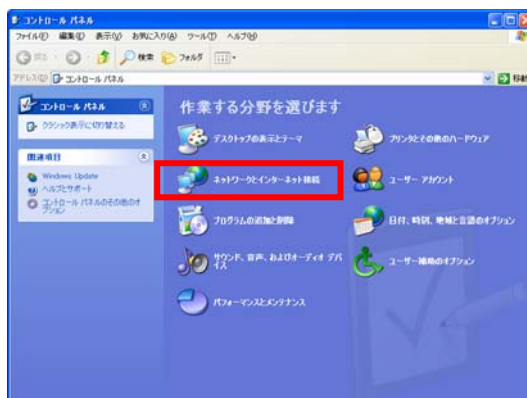 コントロール パネル
ファイル(F) 編集(E) 表示(V) お気に入り(A) ツール(T) ヘルプ(H)
戻る 検索 フォルダ
アドレス(D) コントロール パネル 移動
コントロール パネル
クラシック表示に切り替える
関連項目
Windows Update
ヘルプとサポート
コントロール パネルのその他のオプション
作業する分野を選びます
デスクトップの表示とテーマ
プリンタとその他のハードウェア
ネットワークとインターネット接続
ユーザー アカウント
プログラムの追加と削除
日付、時刻、地域と言語のオプション
サウンド、音声、およびオーディオ デバ
イス
ユーザー補助のオプション
パフォーマンスとメンテナンス